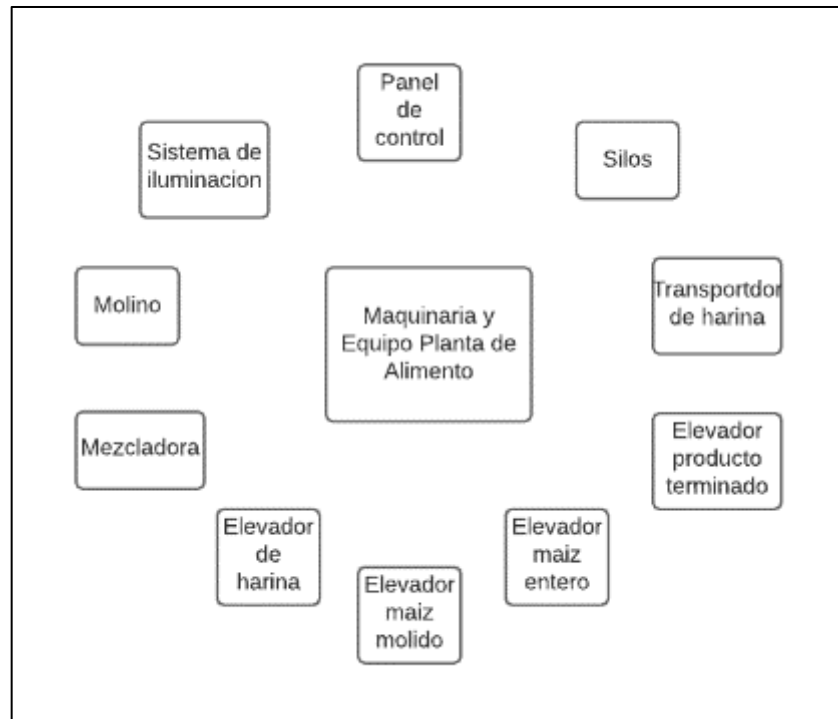 Panel
de
control
Sistema de
iluminacion
Silos
Molino
Maquinaria y
Equipo Planta de
Alimento
Transportdor
de harina
Mezcladora
Elevador
producto
terminado
Elevador
de
harina
Elevador
maiz
entero
Elevador
maiz
molido